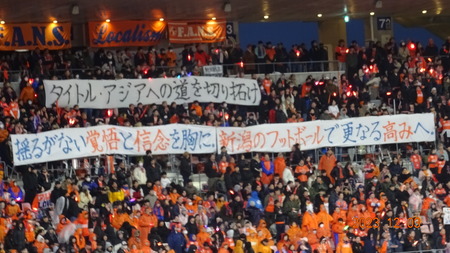 F.A.N.S.
Localism
F.A.N.S
タイトル・アジアへの道を切り拓け
揺るがない覚悟と信念を胸に、新潟のフットボールで更なる高みへ。